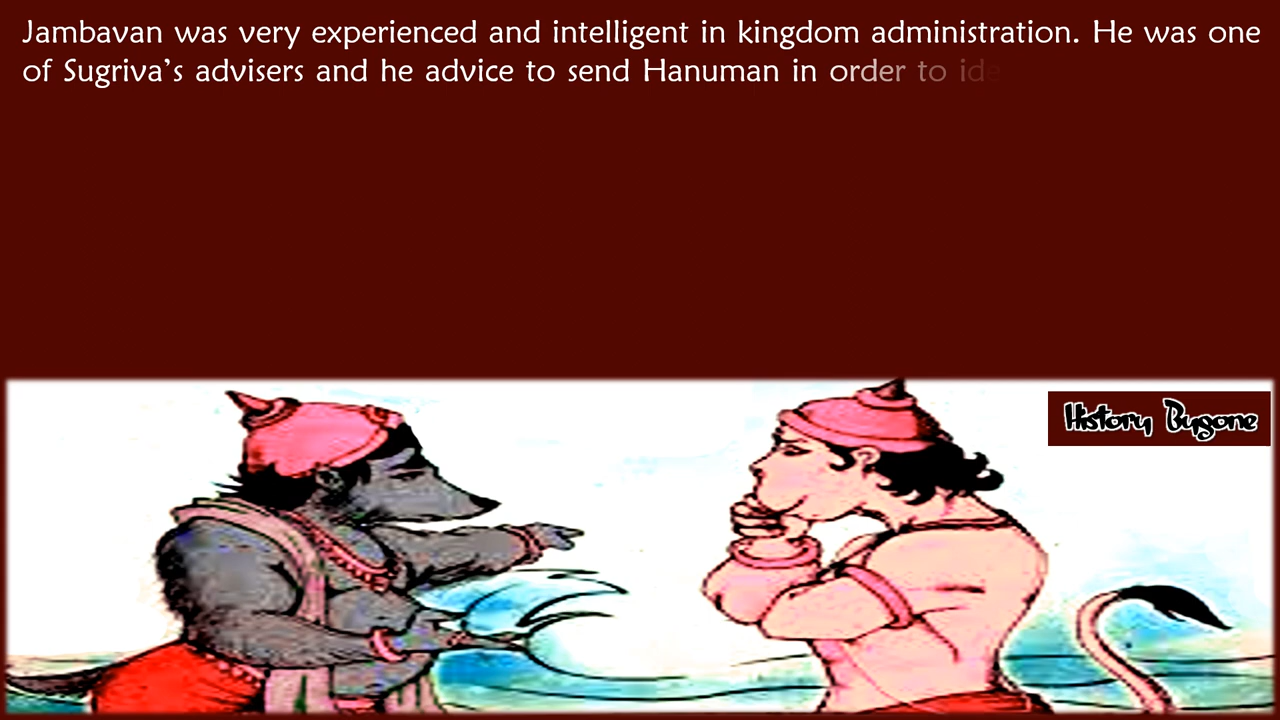 Jambavan was very experienced and intelligent in kingdom administration. He was one
of Sugriva's advisers and he advice to send Hanuman in order to ide
History Bygone